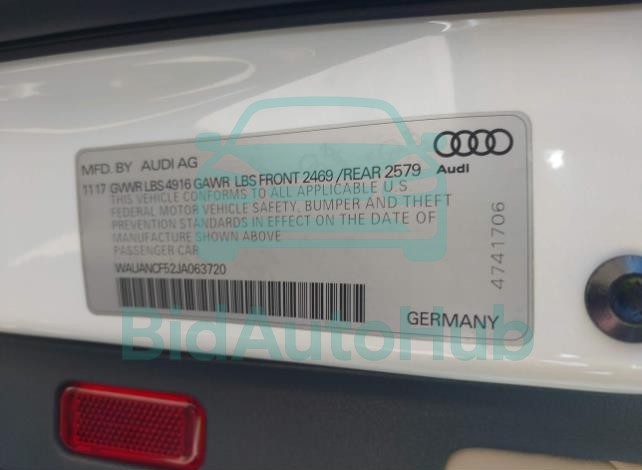 MFD. BY AUDI AG
Audi
11 17 GVWR LBS 4916 GAWR LBS FRONT 2469 /REAR 2579
THIS VEHICLE CONFORMS TO ALL APPLICABLE U.S.
FEDERAL MOTOR VEHICLE SAFETY, BUMPER AND THEFT
PREVENTION STANDARDS IN EFFECT ON THE DATE OF
MANUFACTURE SHOWN ABOVE
PASSENGER CAR
WAUANCF52JA063720
4741706
GERMANY
BidAutoHub